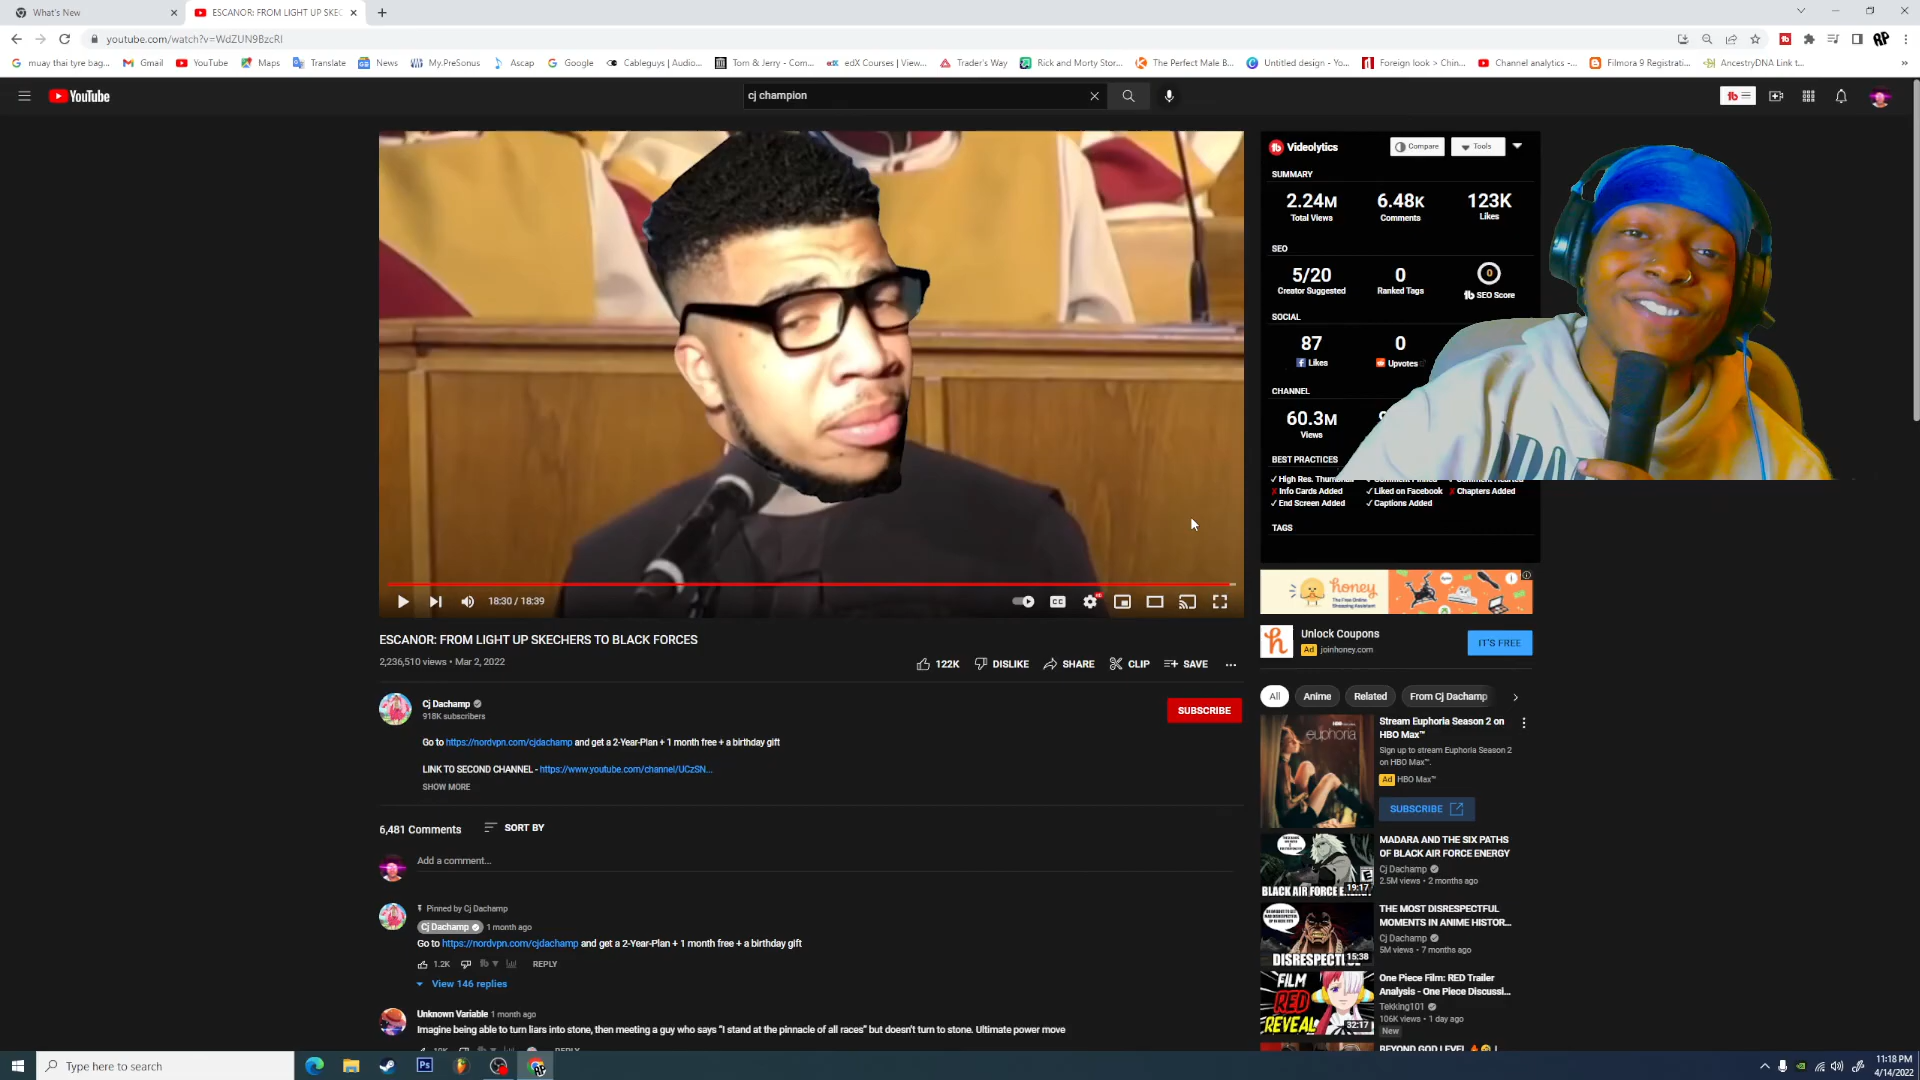 What's New
ESCANOR: FROM LIGHT UP SKEC
youtube.com/watch?v=WdZUN9BzcRI
muay thai tyre bag...
Gmail
YouTube
Maps
Translate
News
My.PreSonus
Ascap
Google
Cableguys | Audio...
Tom & Jerry - Com...
edX Courses | View...
Trader's Way
Rick and Morty Stor...
The Perfect Male B...
Untitled design - Yo...
Foreign look > Chin...
Channel analytics -...
Filmora 9 Registrati...
AncestryDNA Link t...
YouTube
cj champion
Videolytics
Compare
Tools
SUMMARY
2.24M 6.48K 123K
Total Views Comments Likes
SEO
5/20 0 0
Creator Suggested Ranked Tags tb SEO Score
SOCIAL
87 0
Likes Upvotes
CHANNEL
60.3M
Views
BEST PRACTICES
Info Cards Added Liked on Facebook Chapters Added
End Screen Added Captions Added
TAGS
18:30 / 18:39
CC
honey
Unlock Coupons
Ad joinhoney.com
IT'S FREE
ESCANOR: FROM LIGHT UP SKECHERS TO BLACK FORCES
2,236,510 views • Mar 2, 2022
122K DISLIKE SHARE CLIP SAVE
Cj Dachamp
918K subscribers
SUBSCRIBE
Go to https://nordvpn.com/cjdachamp and get a 2-Year-Plan + 1 month free + a birthday gift
LINK TO SECOND CHANNEL - https://www.youtube.com/channel/UCzSN...
SHOW MORE
6,481 Comments SORT BY
Add a comment...
Pinned by Cj Dachamp
Cj Dachamp 1 month ago
Go to https://nordvpn.com/cjdachamp and get a 2-Year-Plan + 1 month free + a birthday gift
1.2K REPLY
View 146 replies
Unknown Variable 1 month ago
Imagine being able to turn liars into stone, then meeting a guy who says "I stand at the pinnacle of all races" but doesn't turn to stone. Ultimate power move
All Anime Related From Cj Dachamp
euphoria
Stream Euphoria Season 2 on
HBO Max™
Sign up to stream Euphoria Season 2
on HBO Max™.
Ad HBO Max™
SUBSCRIBE
BLACK AIR FORCE E
19:17
MADARA AND THE SIX PATHS
OF BLACK AIR FORCE ENERGY
Cj Dachamp
2.5M views • 2 months ago
DISRESPECT
15:38
THE MOST DISRESPECTFUL
MOMENTS IN ANIME HISTOR...
Cj Dachamp
5M views • 7 months ago
FILM
RED
REVEAL
32:17
One Piece Film: RED Trailer
Analysis - One Piece Discussi...
Tekking101
106K views • 1 day ago
New
BEYOND GOD LEVEL
Type here to search
Ps
11:18 PM
4/14/2022